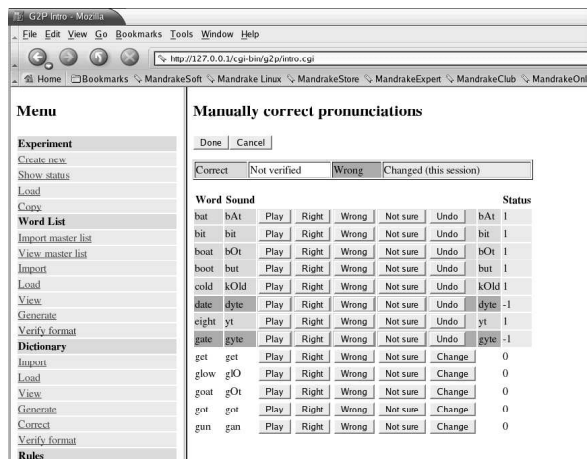 G2P Intro - Mozilla
File Edit View Go Bookmarks Tools Window Help
http://127.0.0.1/cgi-bin/g2p/intro.cgi
Home Bookmarks MandrakeSoft Mandrake Linux MandrakeStore MandrakeExpert MandrakeClub MandrakeOnl
Menu
Experiment
Create new
Show status
Load
Copy
Word List
Import master list
View master list
Import
Load
View
Generate
Verify format
Dictionary
Import
Load
View
Generate
Correct
Verify format
Rules
Manually correct pronunciations
Done Cancel
Correct Not verified Wrong Changed (this session)
Word Sound Status
bat bAt Play Right Wrong Not sure Undo bAt 1
bit bit Play Right Wrong Not sure Undo bit 1
boat bOt Play Right Wrong Not sure Undo bOt 1
boot but Play Right Wrong Not sure Undo but 1
cold kOld Play Right Wrong Not sure Undo kOld 1
date dyte Play Right Wrong Not sure Undo dyte -1
eight yt Play Right Wrong Not sure Undo yt 1
gate gyte Play Right Wrong Not sure Undo gyte -1
get get Play Right Wrong Not sure Change 0
glow glO Play Right Wrong Not sure Change 0
goat gOt Play Right Wrong Not sure Change 0
got got Play Right Wrong Not sure Change 0
gun gan Play Right Wrong Not sure Change 0